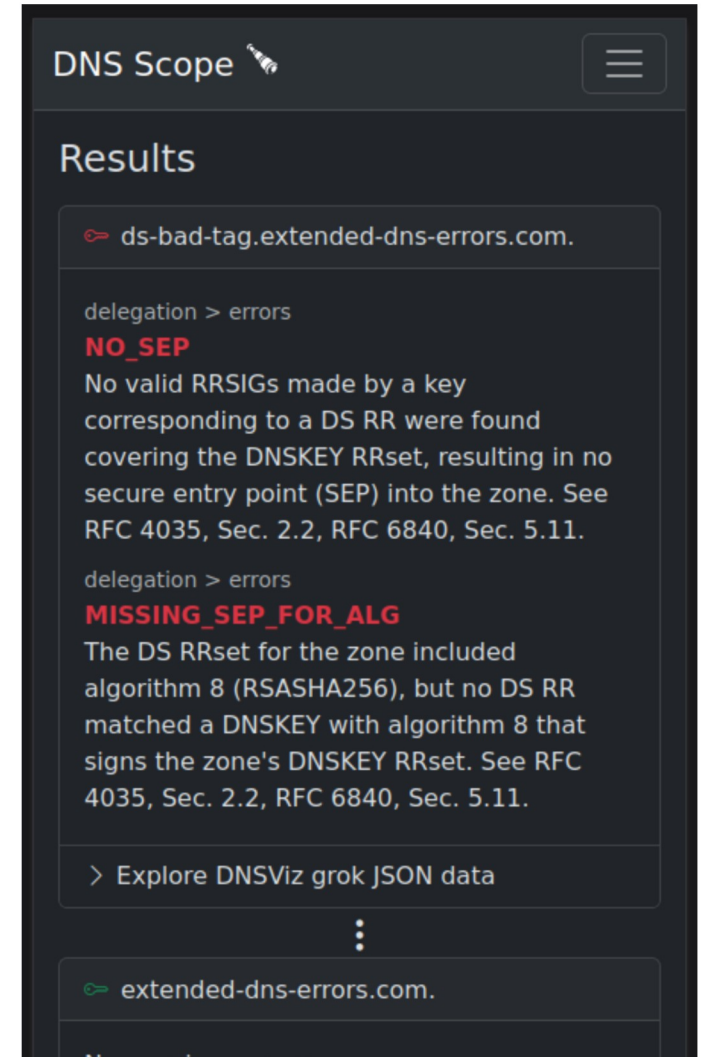 DNS Scope
Results
ds-bad-tag.extended-dns-errors.com.
delegation > errors
NO_SEP
No valid RRSIGs made by a key
corresponding to a DS RR were found
covering the DNSKEY RRset, resulting in no
secure entry point (SEP) into the zone. See
RFC 4035, Sec. 2.2, RFC 6840, Sec. 5.11.
delegation > errors
MISSING_SEP_FOR_ALG
The DS RRset for the zone included
algorithm 8 (RSASHA256), but no DS RR
matched a DNSKEY with algorithm 8 that
signs the zone's DNSKEY RRset. See RFC
4035, Sec. 2.2, RFC 6840, Sec. 5.11.
Explore DNSViz grok JSON data
extended-dns-errors.com.